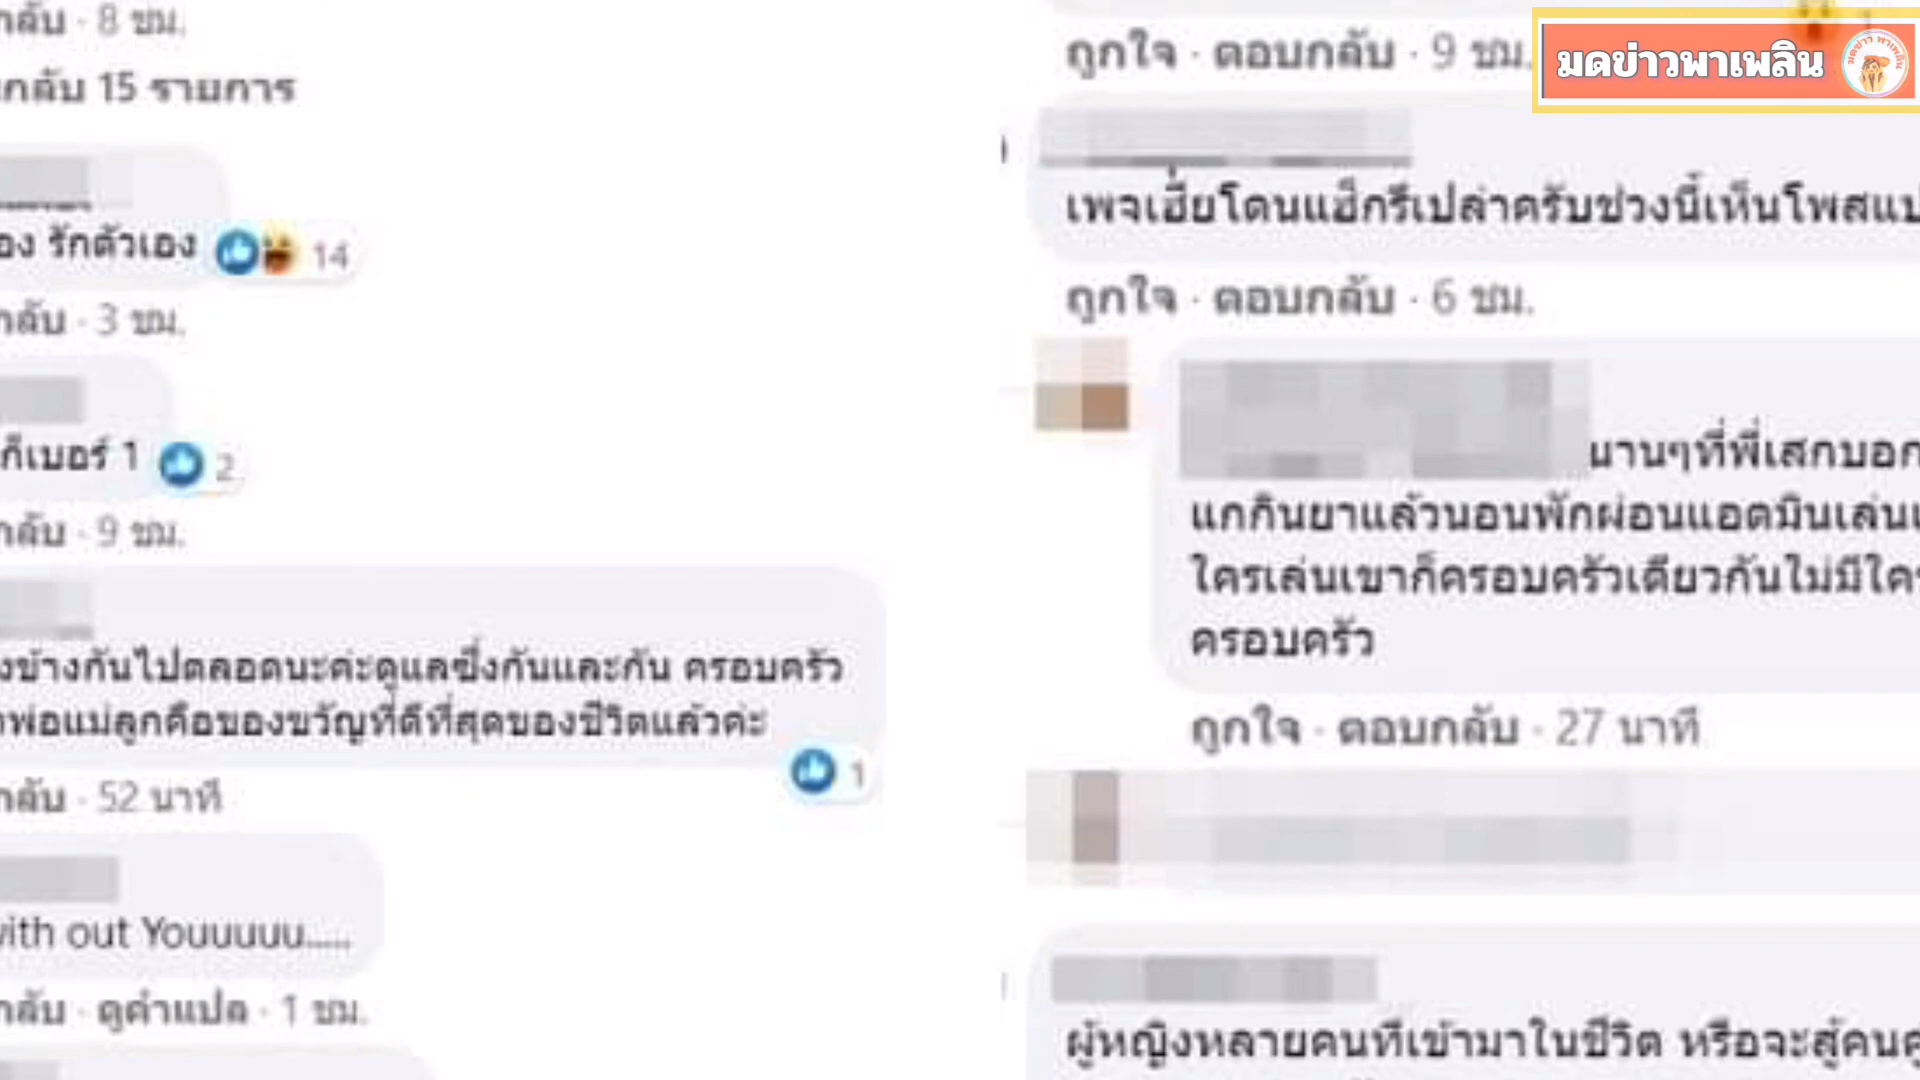 กลับ · 8 ชม.
กลับ 15 รายการ
รักตัวเอง 14
กลับ · 3 ชม.
ก็เบอร์ 1 2
กลับ · 9 ชม.
ข้างกันไปตลอดนะค่ะดูแลซึ่งกันและกัน ครอบครัว
พ่อแม่ลูกคือของขวัญที่ดีที่สุดของชีวิตแล้วค่ะ
1
กลับ · 52 นาที
with out Youuuuu.....
กลับ · ดูคำแปล · 1 ชม.
มดข่าวพาเพลิน
ถูกใจ · ตอบกลับ · 9 ชม.
เพจเฮี่ยโดนแฮ็กรึเปล่าครับช่วงนี้เห็นโพสแป
ถูกใจ · ตอบกลับ · 6 ชม.
นานๆที่พี่เสกบอก
แกกินยาแล้วนอนพักผ่อนแอดมินเล่น
ใครเล่นเขาก็ครอบครัวเดียวกันไม่มีใคร
ครอบครัว
ถูกใจ · ตอบกลับ · 27 นาที
ผู้หญิงหลายคนที่เข้ามาในชีวิต หรือจะสู้คน